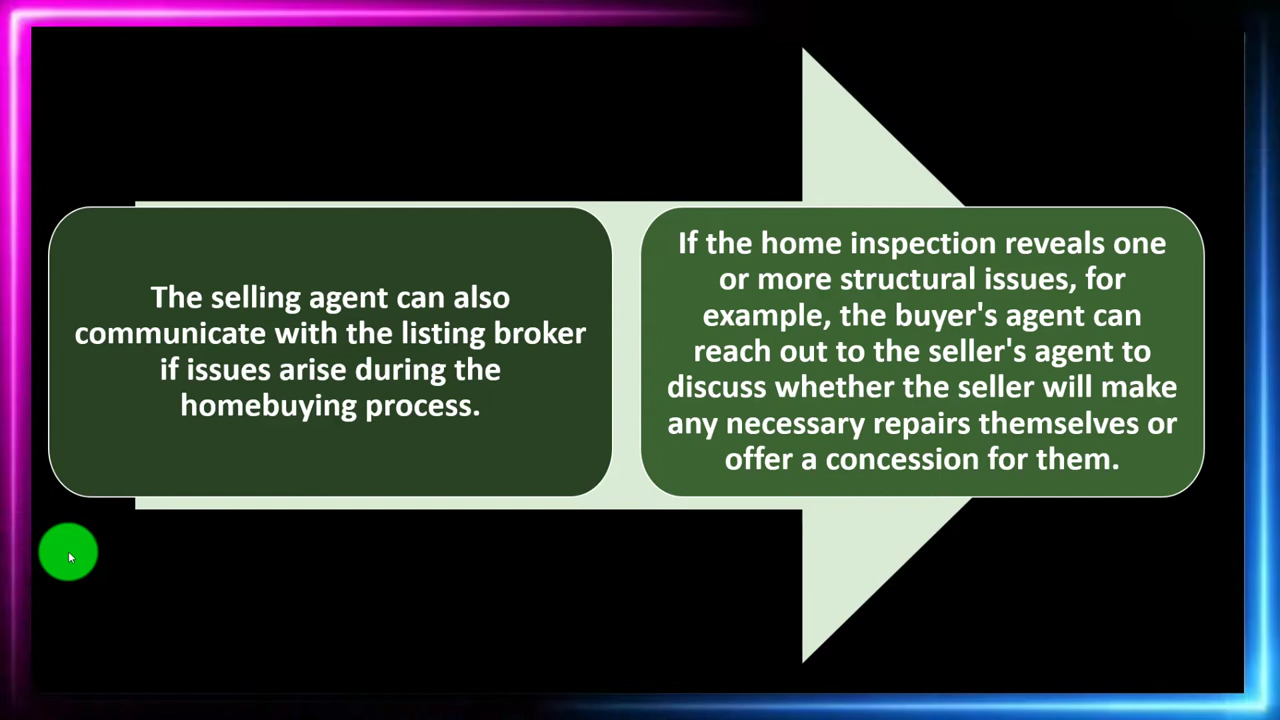 The selling agent can also
communicate with the listing broker
if issues arise during the
homebuying process.
If the home inspection reveals one
or more structural issues, for
example, the buyer's agent can
reach out to the seller's agent to
discuss whether the seller will make
any necessary repairs themselves or
offer a concession for them.